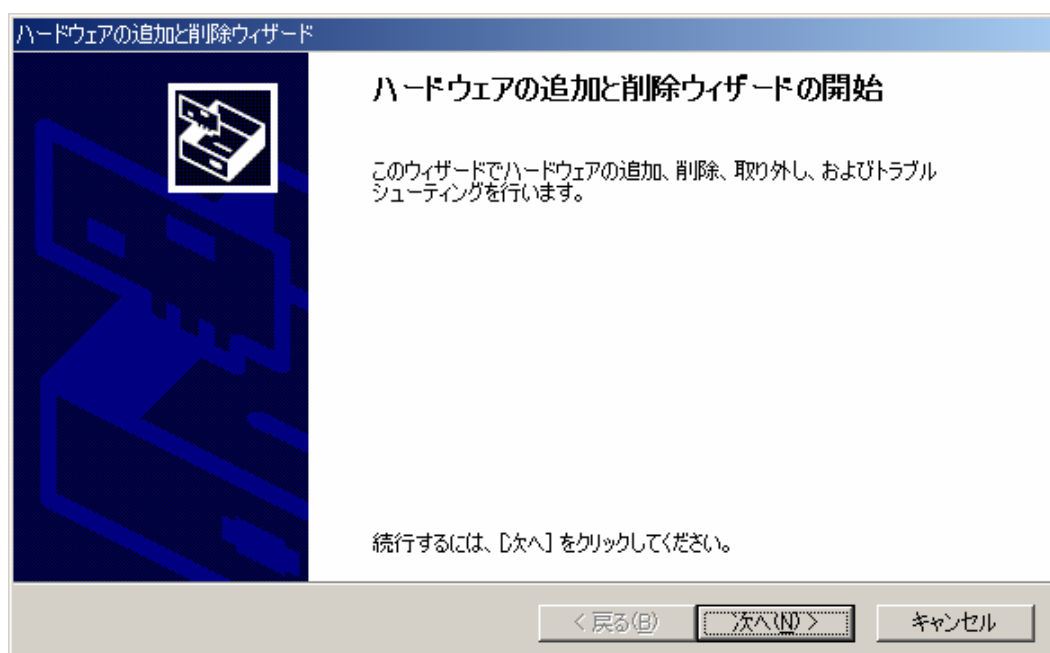 ハードウェアの追加と削除ウィザード
ハードウェアの追加と削除ウィザードの開始
このウィザードでハードウェアの追加、削除、取り外し、およびトラブル
シューティングを行います。
続行するには、[次へ] をクリックしてください。
< 戻る(B) 次へ(N) > キャンセル